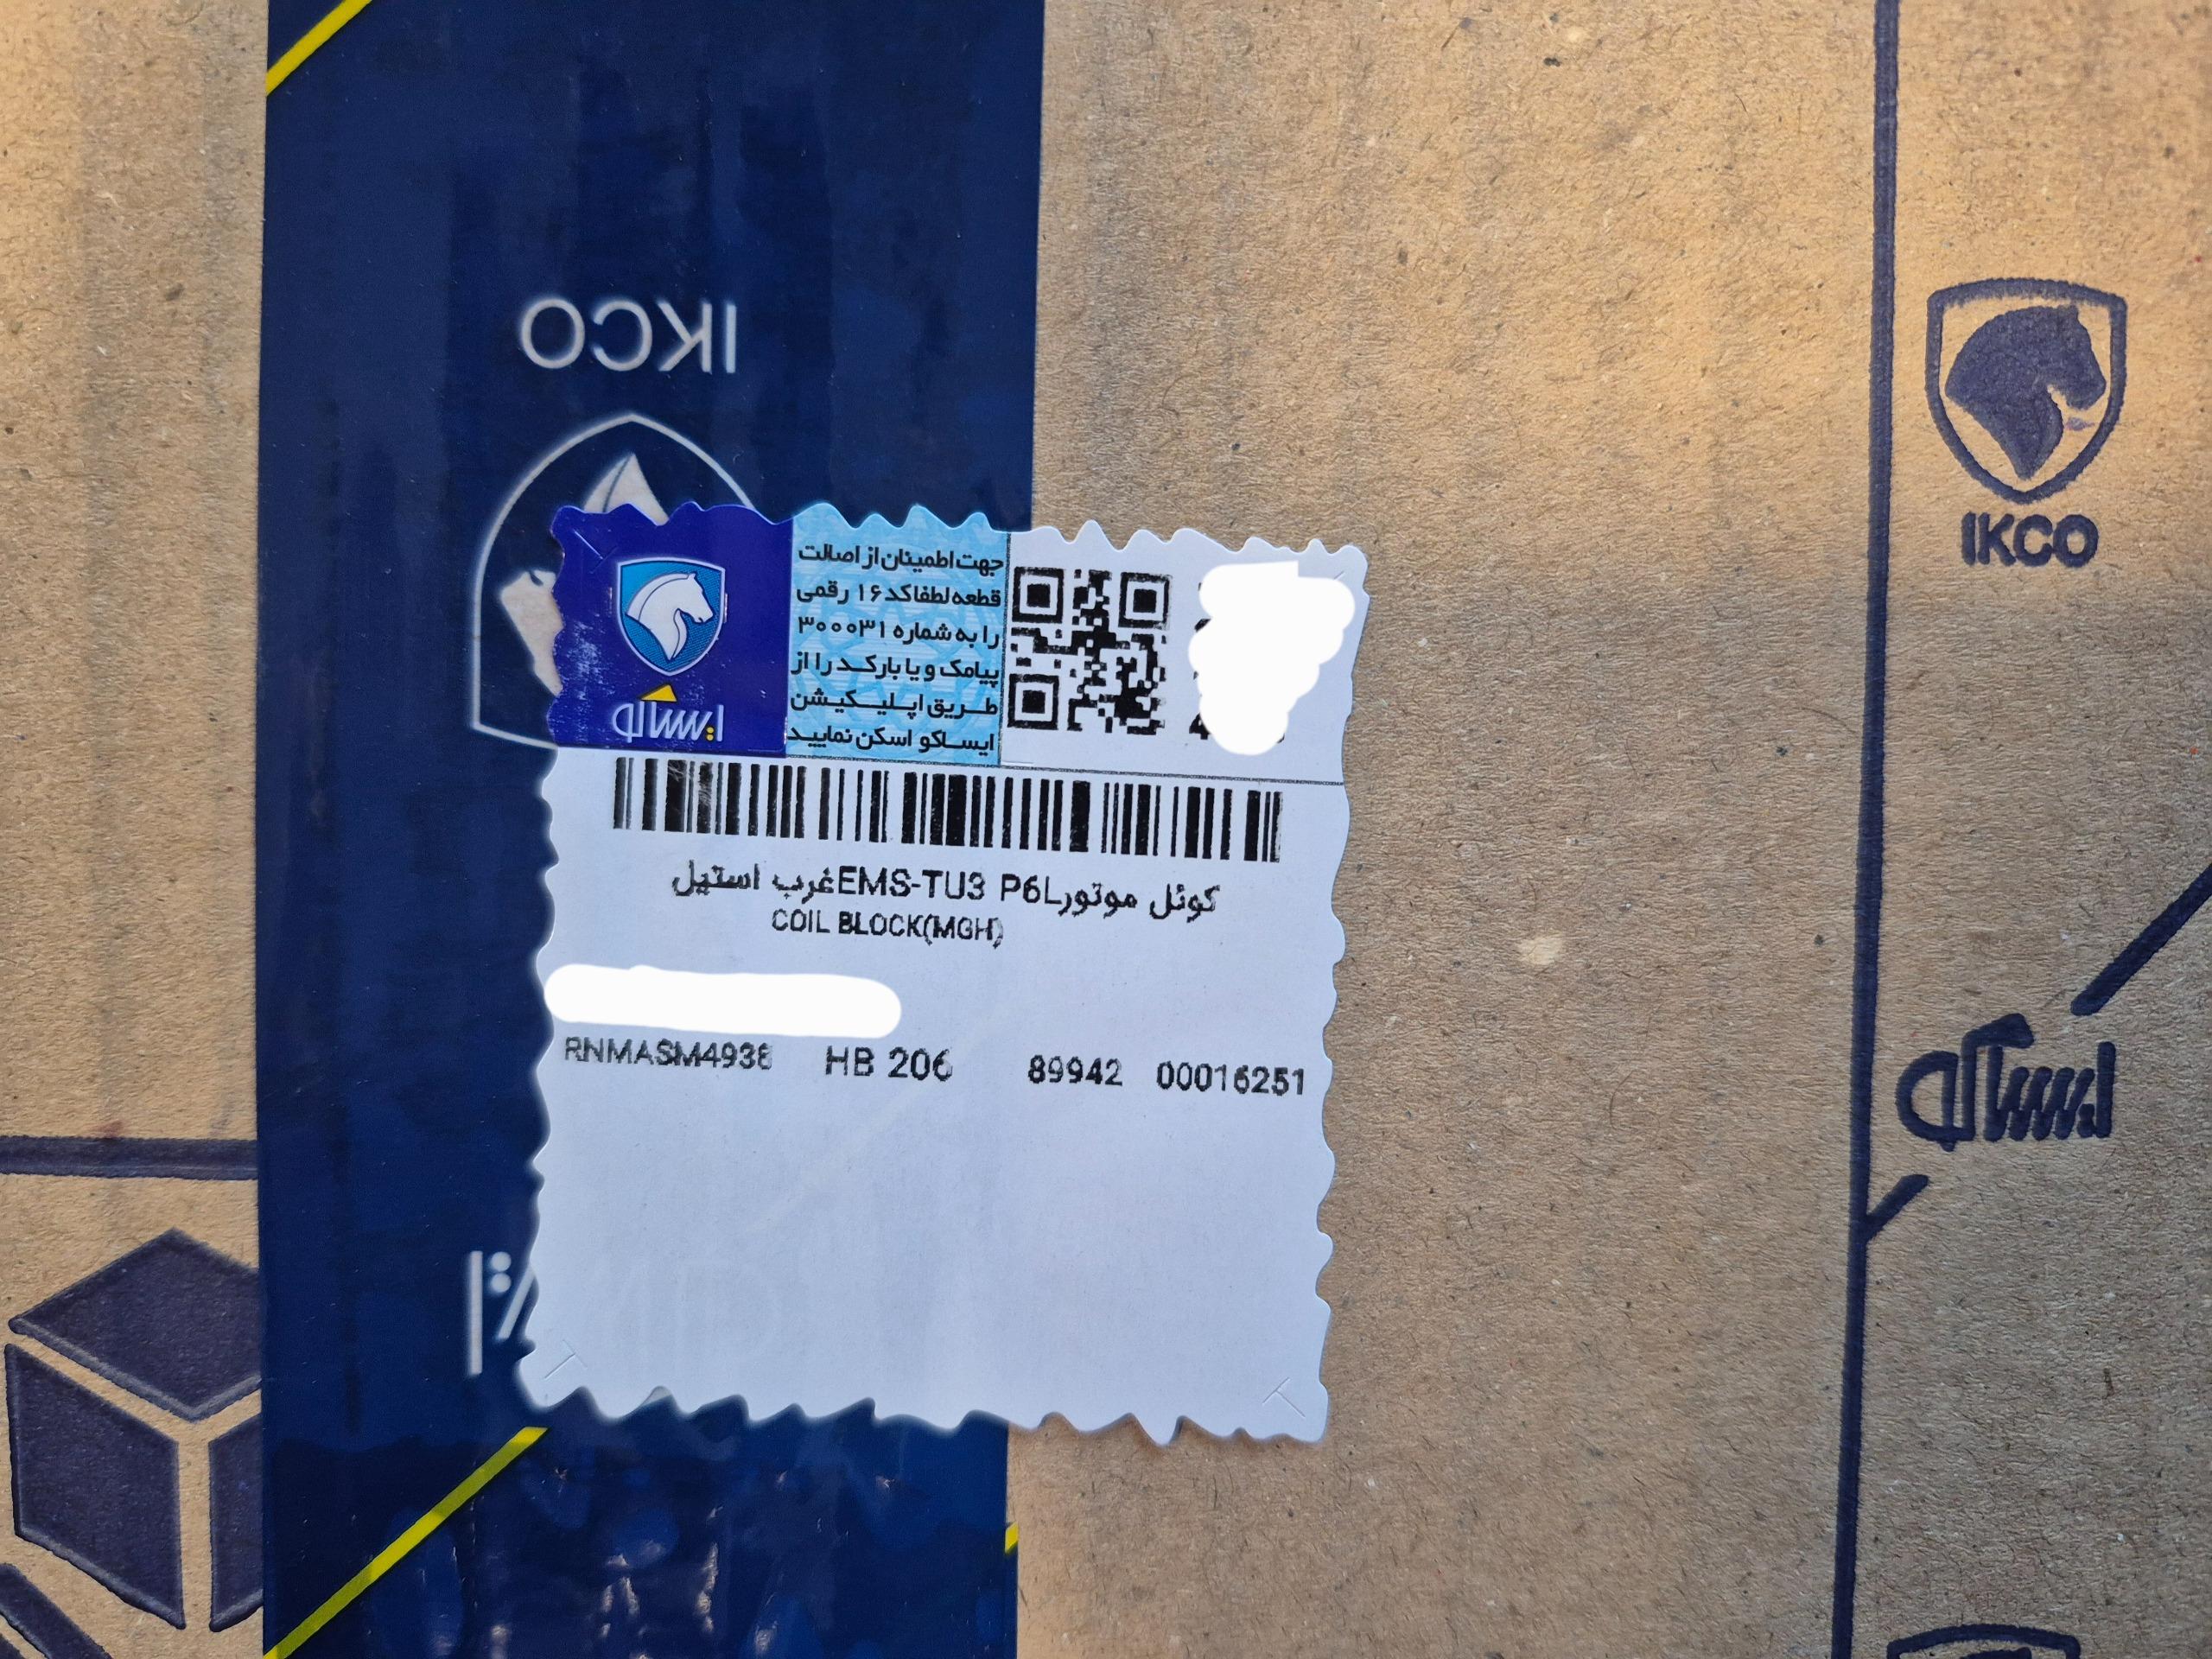 IKCO
ایساکو
جهت اطمینان از اصالت
قطعه لطفا کد ۱۶ رقمی
را به شماره ۳۰۰۰۳۱
پیامک و یا بارکد را از
طریق اپلیکیشن
ایساکو اسکن نمایید
کوئل موتورEMS-TU3 P6Lغرب استیل
COIL BLOCK(MGH)
RNMASM4938 HB 206 89942 00016251
IKCO
ایساکو